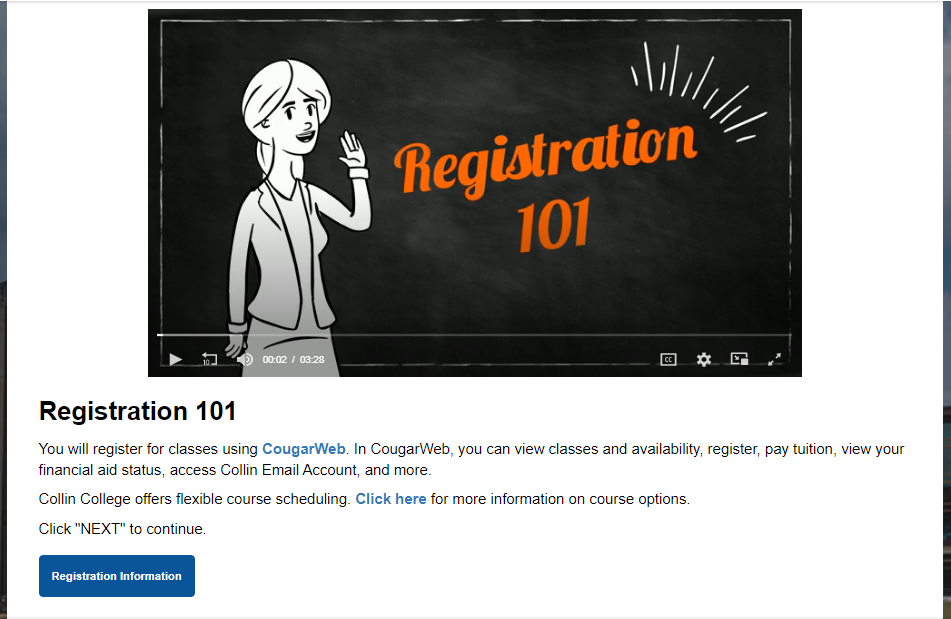 Registration
101
10
00:02 / 03:28
CC
Registration 101
You will register for classes using CougarWeb. In CougarWeb, you can view classes and availability, register, pay tuition, view your
financial aid status, access Collin Email Account, and more.
Collin College offers flexible course scheduling. Click here for more information on course options.
Click "NEXT" to continue.
Registration Information